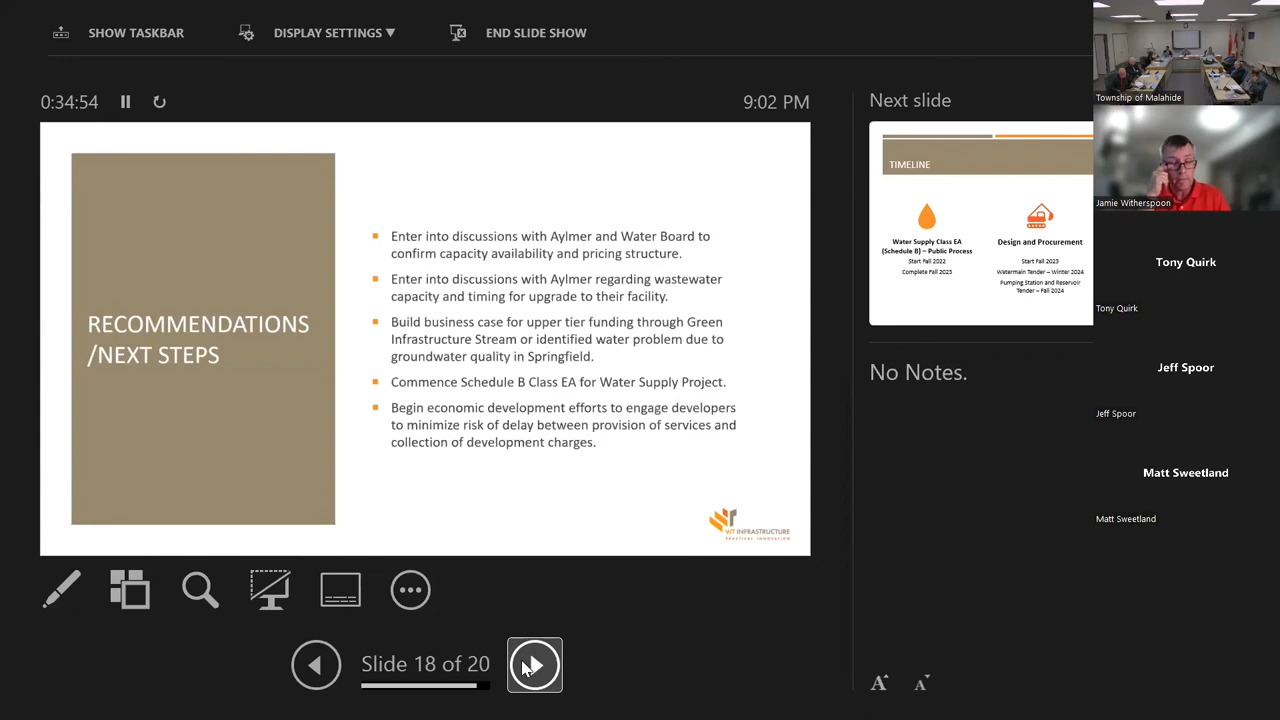 SHOW TASKBAR
DISPLAY SETTINGS ▼
END SLIDE SHOW
0:34:54
9:02 PM
RECOMMENDATIONS
/NEXT STEPS
Enter into discussions with Aylmer and Water Board to
confirm capacity availability and pricing structure.
Enter into discussions with Aylmer regarding wastewater
capacity and timing for upgrade to their facility.
Build business case for upper tier funding through Green
Infrastructure Stream or identified water problem due to
groundwater quality in Springfield.
Commence Schedule B Class EA for Water Supply Project.
Begin economic development efforts to engage developers
to minimize risk of delay between provision of services and
collection of development charges.
WT INFRASTRUCTURE
PRACTICAL INNOVATION
Slide 18 of 20
Next slide
TIMELINE
Water Supply Class EA
(Schedule B) – Public Process
Start Fall 2022
Complete Fall 2023
Design and Procurement
Start Fall 2023
Watermain Tender – Winter 2024
Pumping Station and Reservoir
Tender – Fall 2024
No Notes.
A A
Township of Malahide
Jamie Witherspoon
Tony Quirk
Tony Quirk
Jeff Spoor
Jeff Spoor
Matt Sweetland
Matt Sweetland